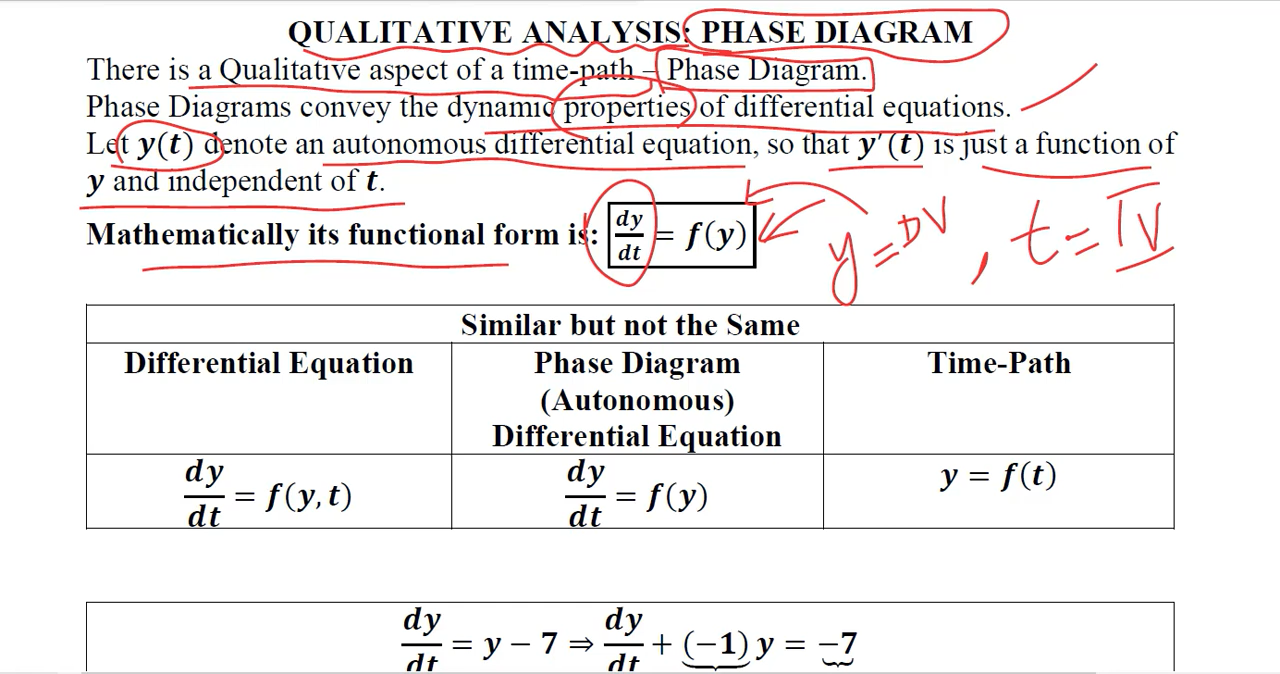 QUALITATIVE ANALYSIS: PHASE DIAGRAM
There is a Qualitative aspect of a time-path – Phase Diagram.
Phase Diagrams convey the dynamic properties of differential equations.
Let y(t) denote an autonomous differential equation, so that y′(t) is just a function of
y and independent of t.
Mathematically its functional form is: dy/dt = f(y)
y = DV, t = IV
Similar but not the Same
Differential Equation
Phase Diagram
(Autonomous)
Differential Equation
Time-Path
dy/dt = f(y, t)
dy/dt = f(y)
y = f(t)
dy/dt = y − 7 ⇒ dy/dt + (−1) y = −7